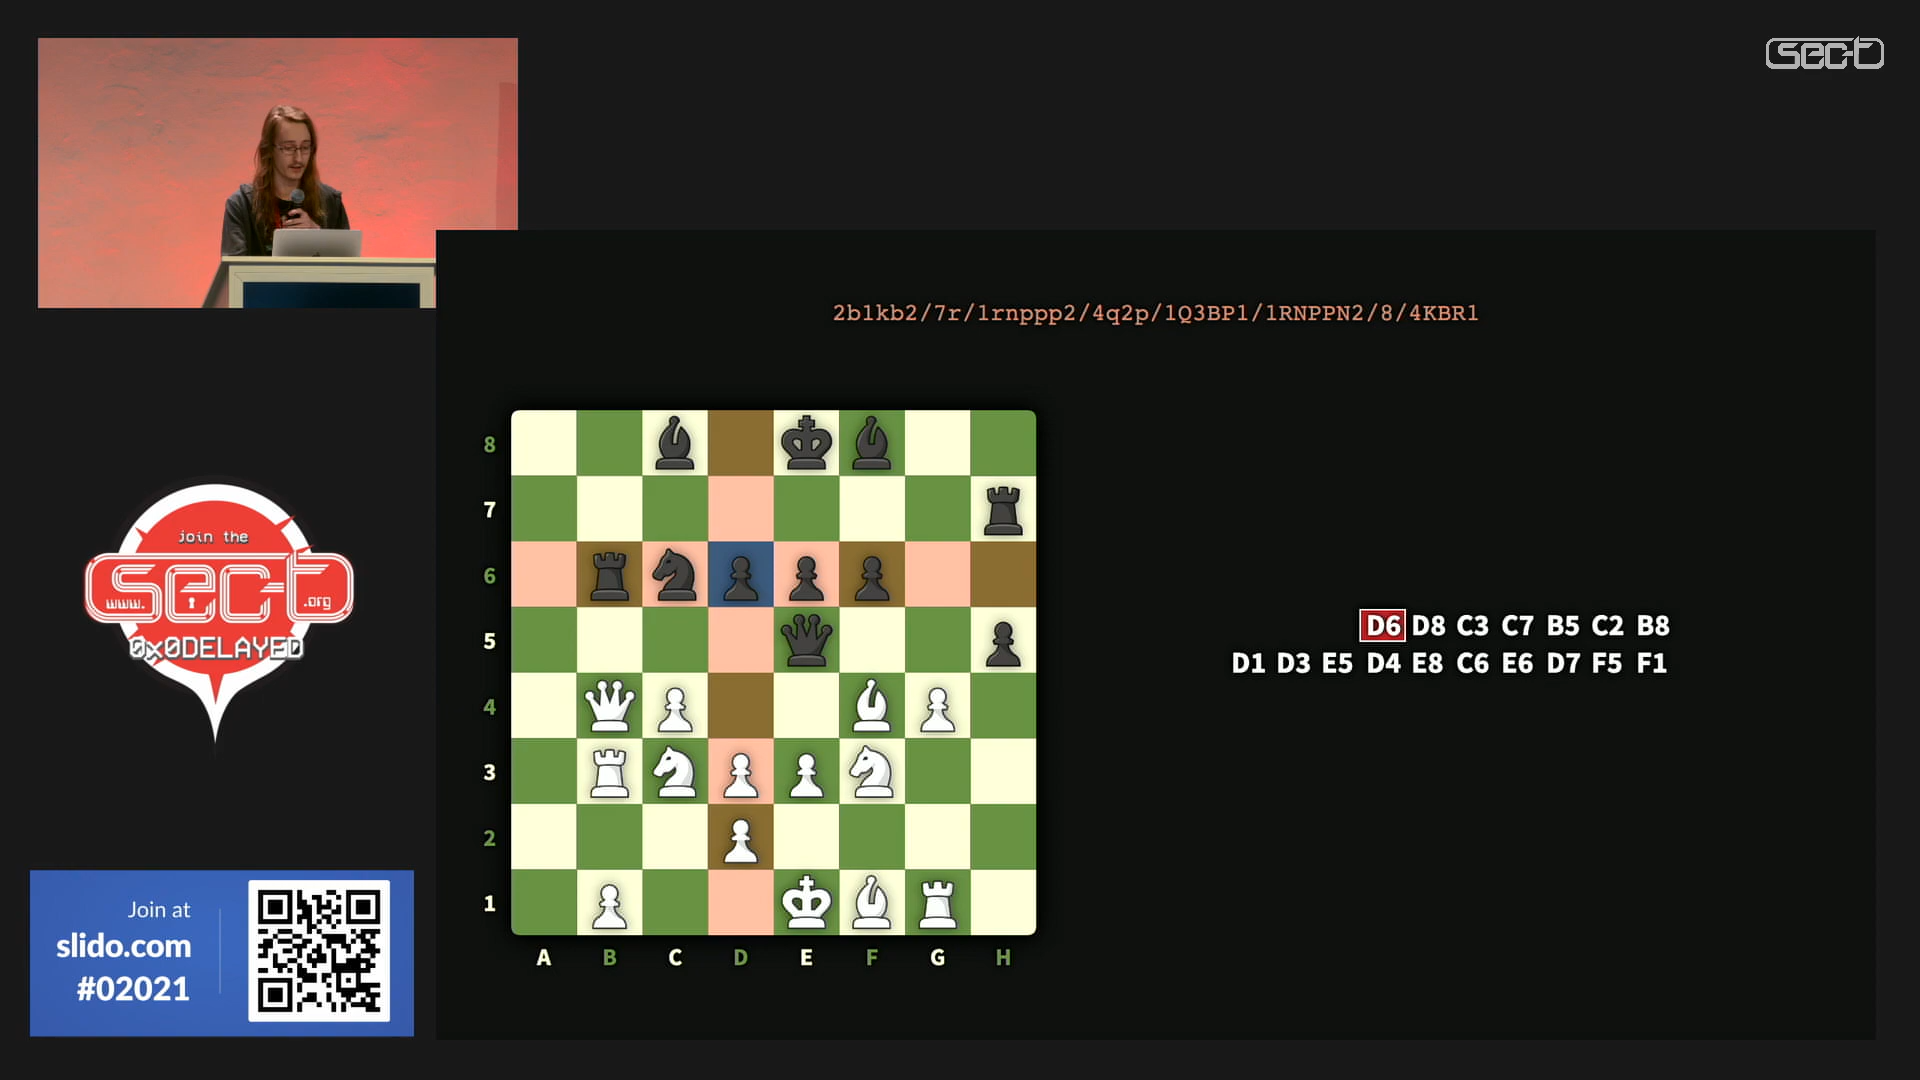 sec-t
2b1kb2/7r/1rnppp2/4q2p/1Q3BP1/1RNPPN2/8/4KBR1
8
7
6
5
4
3
2
1
A B C D E F G H
D6 D8 C3 C7 B5 C2 B8
D1 D3 E5 D4 E8 C6 E6 D7 F5 F1
join the
sec-t
www. .org
0x0DELAYED
Join at
slido.com
#02021